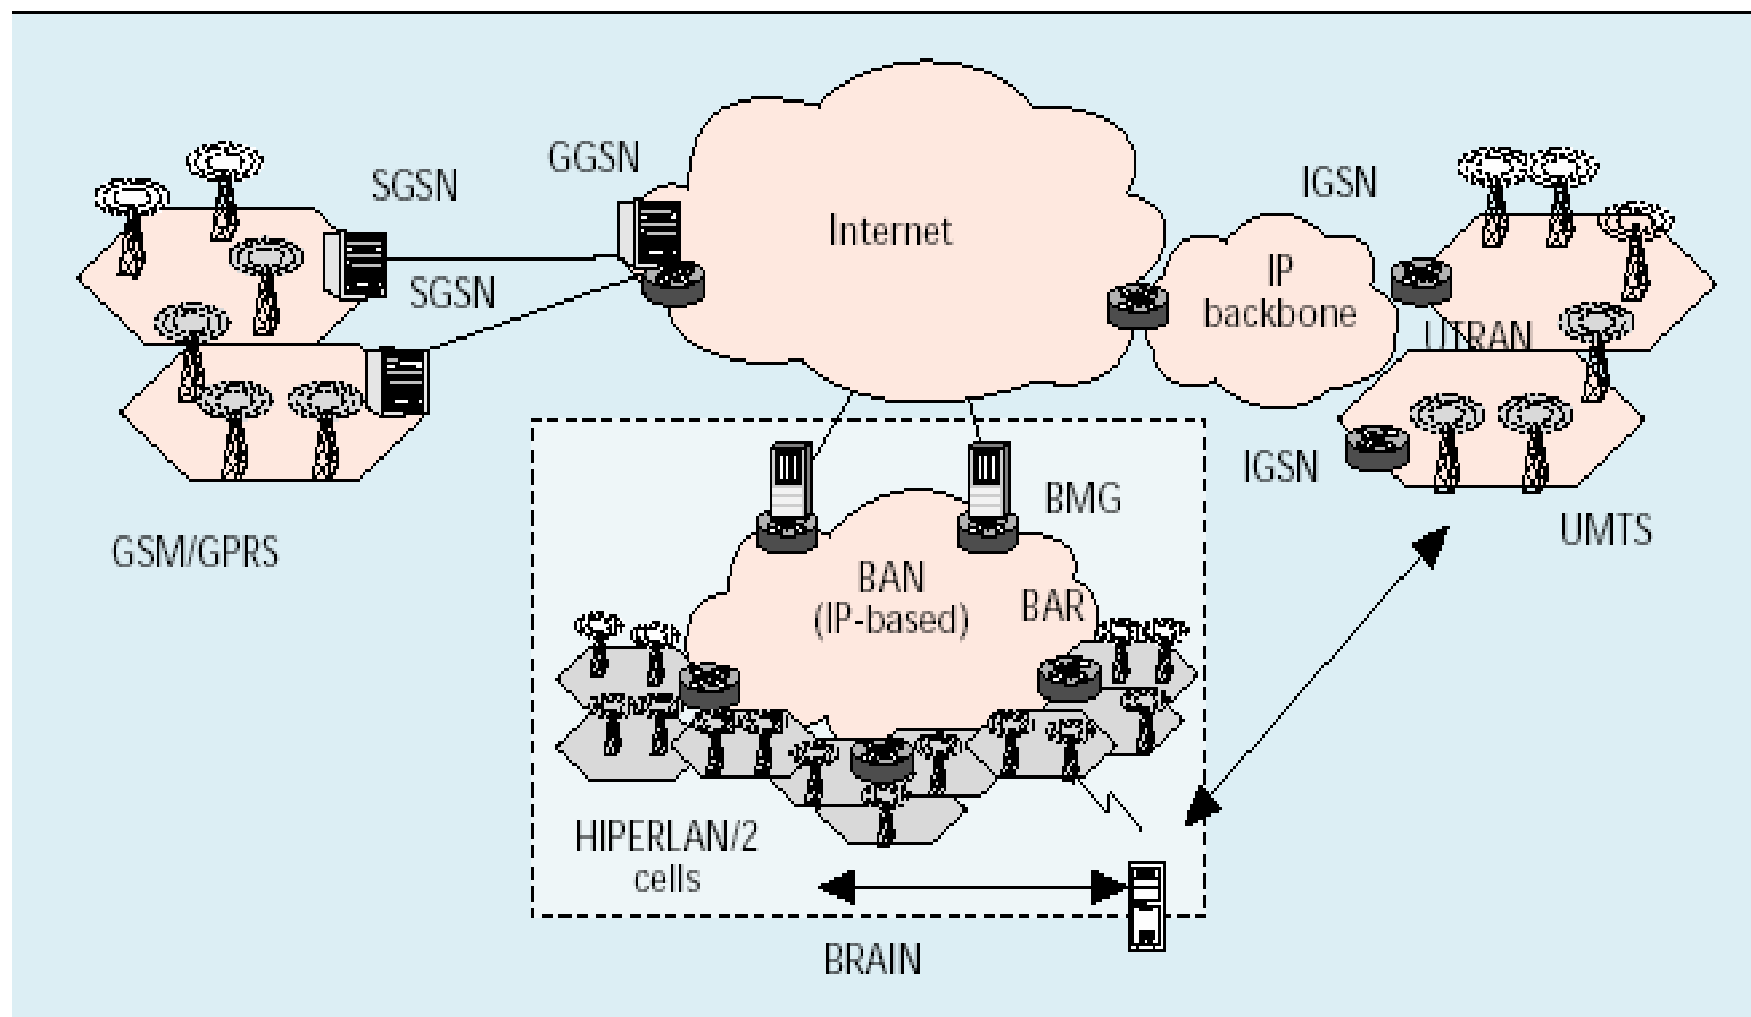 GGSN
SGSN
IGSN
Internet
IP
backbone
SGSN
UTRAN
IGSN
BMG
UMTS
GSM/GPRS
BAN
(IP-based)
BAR
HIPERLAN/2
cells
BRAIN